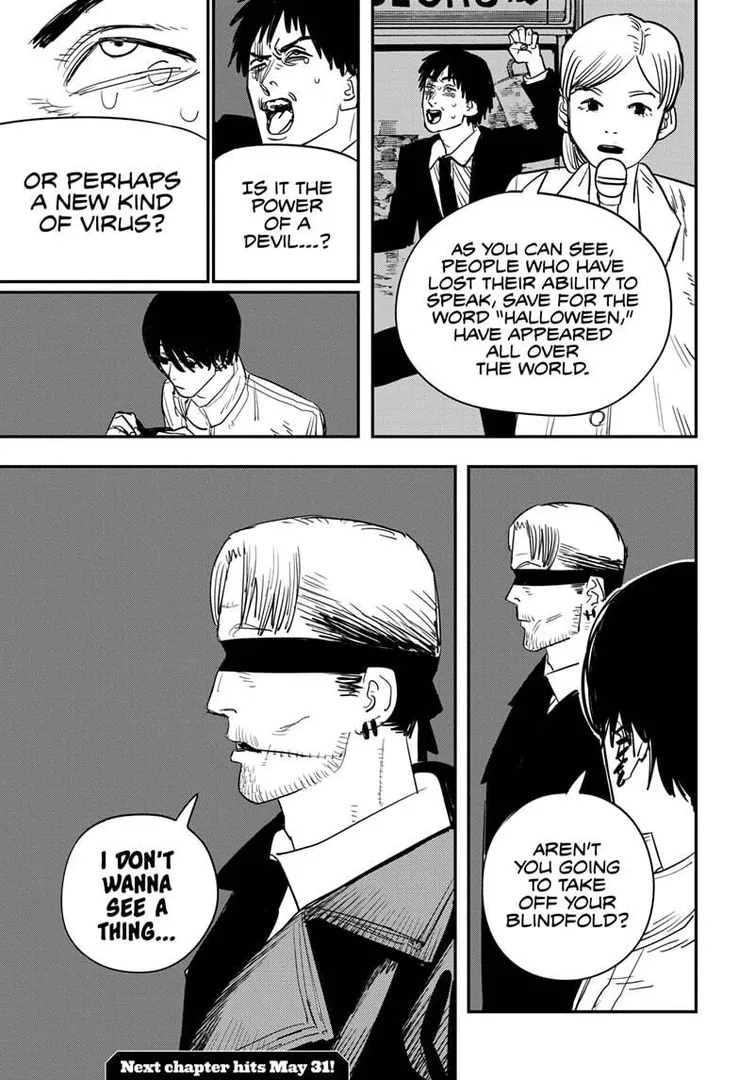 AS YOU CAN SEE,
PEOPLE WHO HAVE
LOST THEIR ABILITY TO
SPEAK, SAVE FOR THE
WORD “HALLOWEEN,”
HAVE APPEARED
ALL OVER
THE WORLD.
IS IT THE
POWER
OF A
DEVIL...?
OR PERHAPS
A NEW KIND
OF VIRUS?
AREN'T
YOU GOING
TO TAKE
OFF YOUR
BLINDFOLD?
I DON'T
WANNA
SEE A
THING...
Next chapter hits May 31!